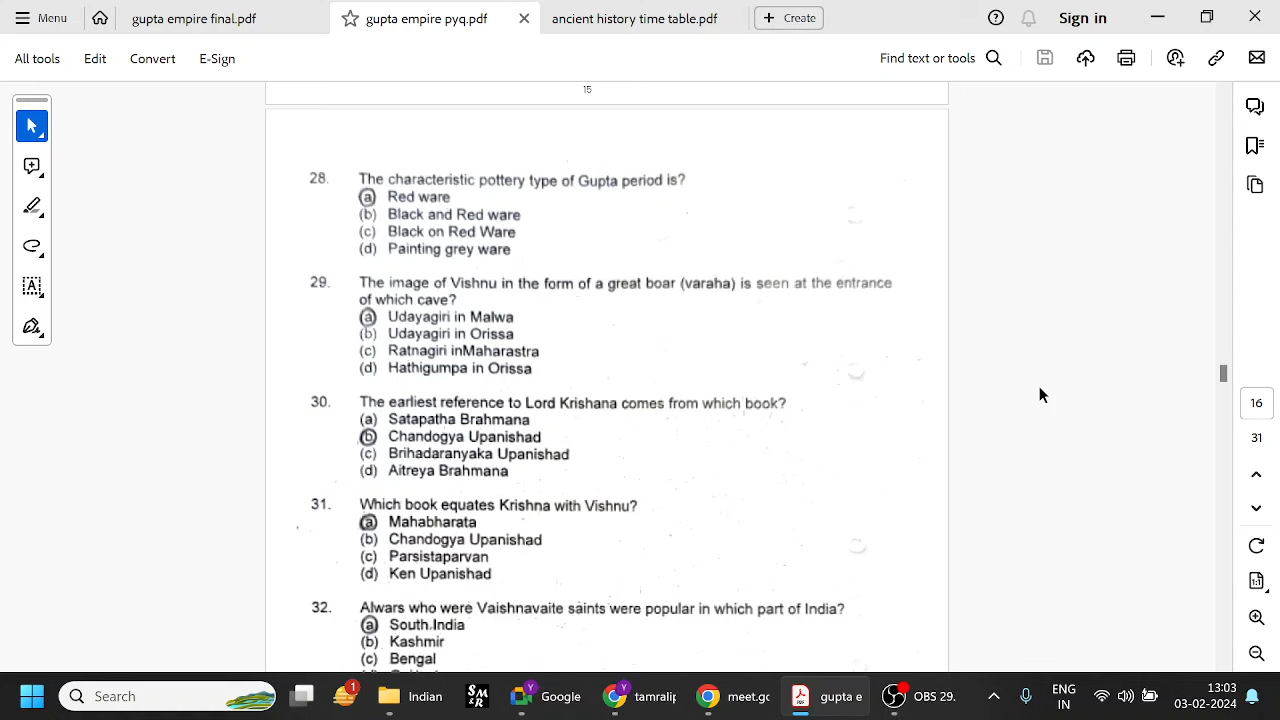 Menu
gupta empire final.pdf
gupta empire pyq.pdf
ancient history time table.pdf
Create
Sign in
All tools
Edit
Convert
E-Sign
Find text or tools
15
28. The characteristic pottery type of Gupta period is?
(a) Red ware
(b) Black and Red ware
(c) Black on Red Ware
(d) Painting grey ware
29. The image of Vishnu in the form of a great boar (varaha) is seen at the entrance
of which cave?
(a) Udayagiri in Malwa
(b) Udayagiri in Orissa
(c) Ratnagiri inMaharastra
(d) Hathigumpa in Orissa
30. The earliest reference to Lord Krishana comes from which book?
(a) Satapatha Brahmana
(b) Chandogya Upanishad
(c) Brihadaranyaka Upanishad
(d) Aitreya Brahmana
31. Which book equates Krishna with Vishnu?
(a) Mahabharata
(b) Chandogya Upanishad
(c) Parsistaparvan
(d) Ken Upanishad
32. Alwars who were Vaishnavaite saints were popular in which part of India?
(a) South India
(b) Kashmir
(c) Bengal
16
31
1:1
Search
1
Indian
SMR
Y
Google
Y
tamralip
meet.go
gupta e
OBS 29
ENG
IN
13:03
03-02-2024